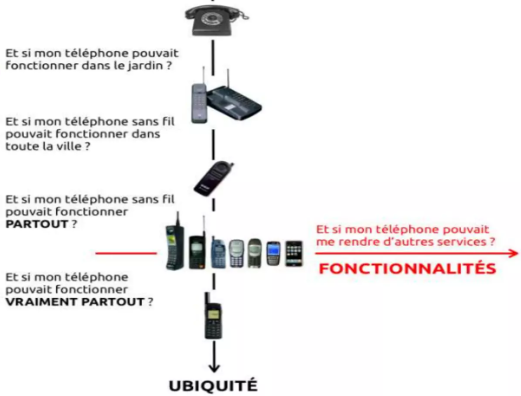 Et si mon téléphone pouvait
fonctionner dans le jardin ?
Et si mon téléphone sans fil
pouvait fonctionner dans
toute la ville ?
Et si mon téléphone sans fil
pouvait fonctionner
PARTOUT ?
Et si mon téléphone pouvait
me rendre d'autres services ?
FONCTIONNALITÉS
Et si mon téléphone
pouvait fonctionner
VRAIMENT PARTOUT ?
UBIQUITÉ